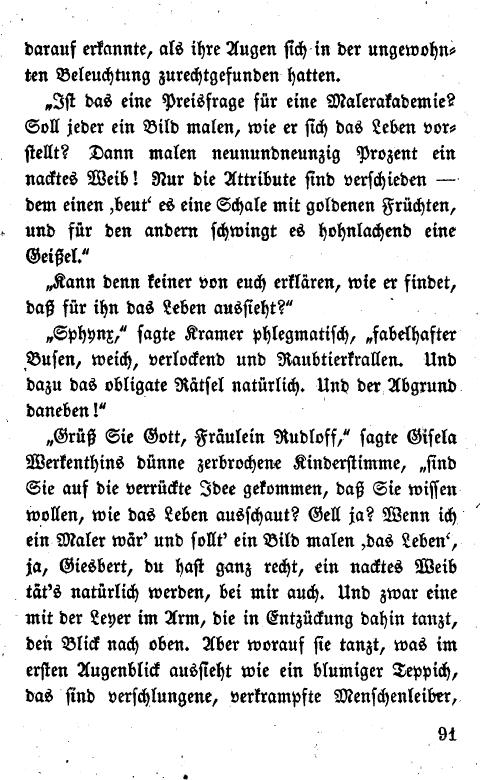 darauf erkannte, als ihre Augen sich in der ungewohn-
ten Beleuchtung zurechtgefunden hatten.
„Ist das eine Preisfrage für eine Malerakademie?
Soll jeder ein Bild malen, wie er sich das Leben vor-
stellt? Dann malen neunundneunzig Prozent ein
nacktes Weib! Nur die Attribute sind verschieden —
dem einen ‚beut‘ es eine Schale mit goldenen Früchten,
und für den andern schwingt es hohnlachend eine
Geißel.“
„Kann denn keiner von euch erklären, wie er findet,
daß für ihn das Leben aussieht?“
„Sphynx,“ sagte Kramer phlegmatisch, „fabelhafter
Busen, weich, verlockend und Raubtierkrallen. Und
dazu das obligate Rätsel natürlich. Und der Abgrund
daneben!“
„Grüß Sie Gott, Fräulein Rudloff,“ sagte Gisela
Werkenthins dünne zerbrochene Kinderstimme, „sind
Sie auf die verrückte Idee gekommen, daß Sie wissen
wollen, wie das Leben ausschaut? Gell ja? Wenn ich
ein Maler wär’ und sollt’ ein Bild malen ‚das Leben‘,
ja, Giesbert, du hast ganz recht, ein nacktes Weib
tät’s natürlich werden, bei mir auch. Und zwar eine
mit der Leyer im Arm, die in Entzückung dahin tanzt,
den Blick nach oben. Aber worauf sie tanzt, was im
ersten Augenblick aussieht wie ein blumiger Teppich,
das sind verschlungene, verkrampfte Menschenleiber,
91